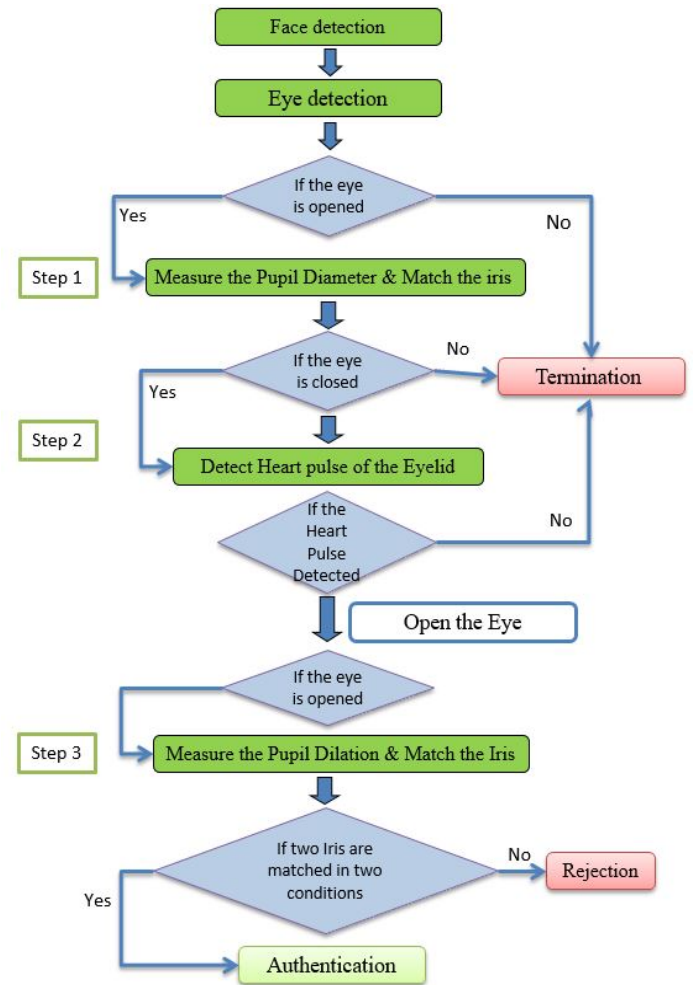 Face detection
Eye detection
If the eye
is opened
Yes
No
Step 1
Measure the Pupil Diameter & Match the iris
If the eye
is closed
No
Termination
Yes
Step 2
Detect Heart pulse of the Eyelid
If the
Heart
Pulse
Detected
No
Open the Eye
If the eye
is opened
Step 3
Measure the Pupil Dilation & Match the Iris
If two Iris are
matched in two
conditions
No
Rejection
Yes
Authentication